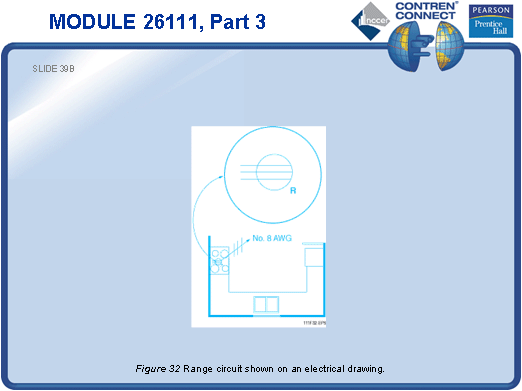 MODULE 26111, Part 3
nccer
CONTREN®
CONNECT
PEARSON
Prentice
Hall
SLIDE 39B
R
No. 8 AWG
Figure 32 Range circuit shown on an electrical drawing.